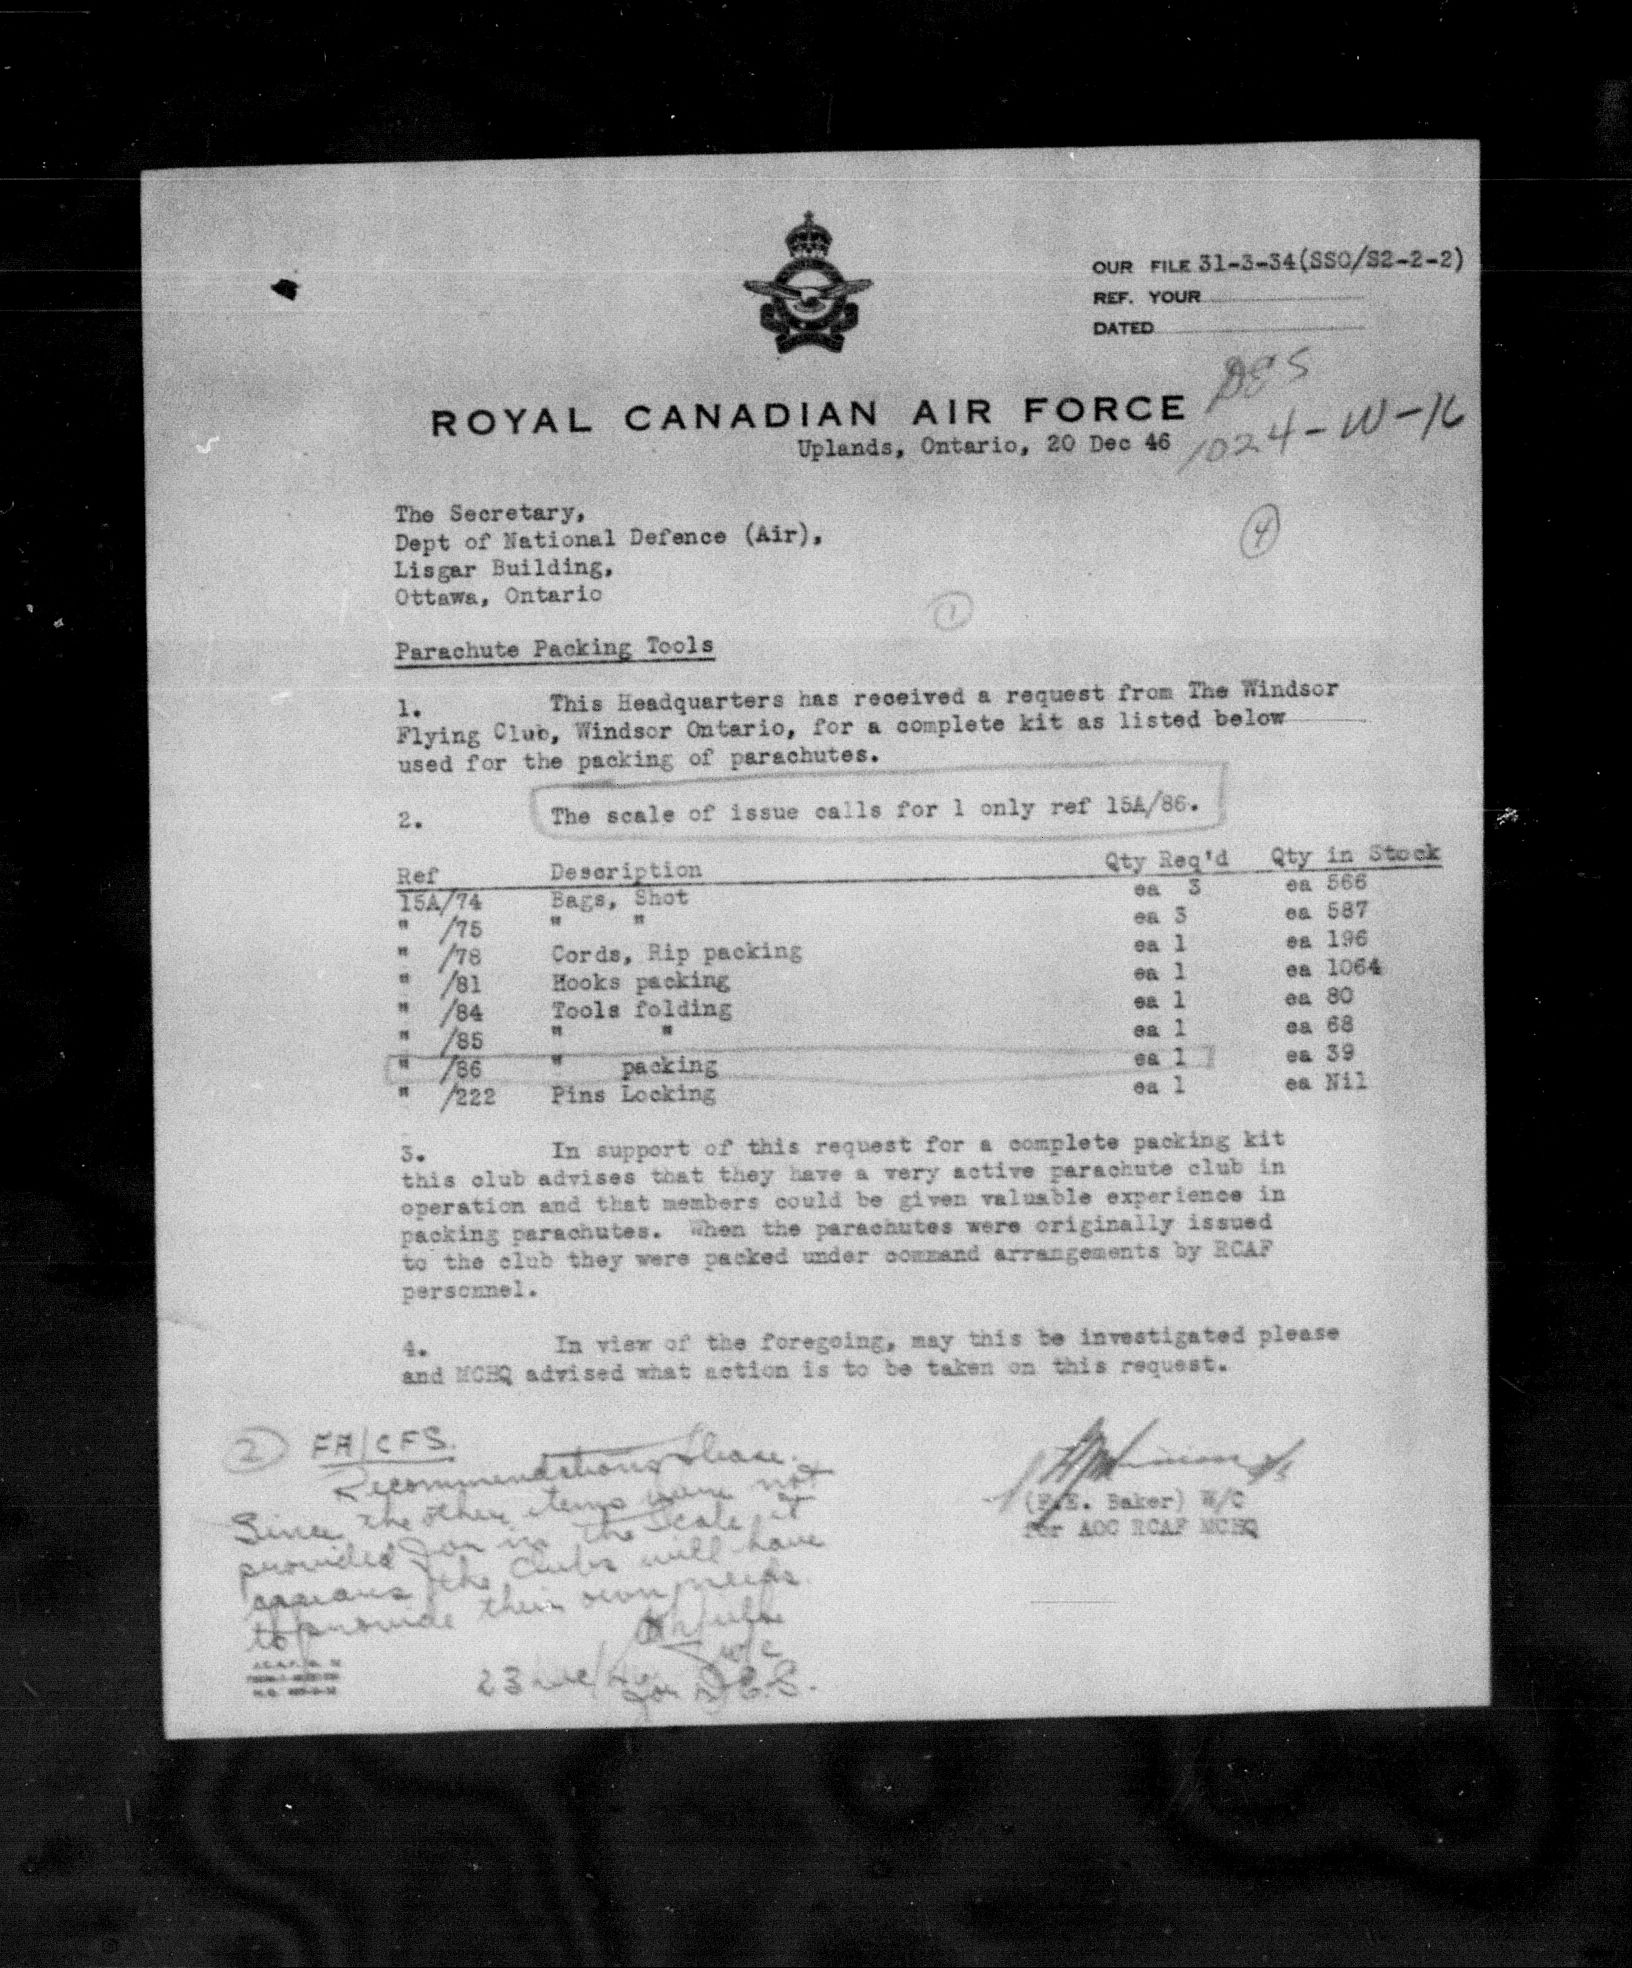 OUR FILE 31-3-34(SSO/S2-2-2)
REF. YOUR
DATED
DES
1024-W-16
ROYAL CANADIAN AIR FORCE
Uplands, Ontario, 20 Dec 46
The Secretary,
Dept of National Defence (Air),
Lisgar Building,
Ottawa, Ontario
4
1
Parachute Packing Tools
1. This Headquarters has received a request from The Windsor
Flying Club, Windsor Ontario, for a complete kit as listed below
used for the packing of parachutes.
2. The scale of issue calls for 1 only ref 15A/86.
Ref Description Qty Req'd Qty in Stock
15A/74 Bags, Shot ea 3 ea 566
" /75 " " ea 3 ea 587
" /78 Cords, Rip packing ea 1 ea 196
" /81 Hooks packing ea 1 ea 1064
" /84 Tools folding ea 1 ea 80
" /85 " " ea 1 ea 68
" /86 " packing ea 1 ea 39
" /222 Pins Locking ea 1 ea Nil
3. In support of this request for a complete packing kit
this club advises that they have a very active parachute club in
operation and that members could be given valuable experience in
packing parachutes. When the parachutes were originally issued
to the club they were packed under command arrangements by RCAF
personnel.
4. In view of the foregoing, may this be investigated please
and MCHQ advised what action is to be taken on this request.
2 FA/CFS.
Recommendations please.
Since the other items were not
provided for in the Scale it
appears the Clubs will have
to provide their own needs.
W/C
23 Dec/46 for D.E.S.
(F.E. Baker) W/C
for AOC RCAF MCHQ